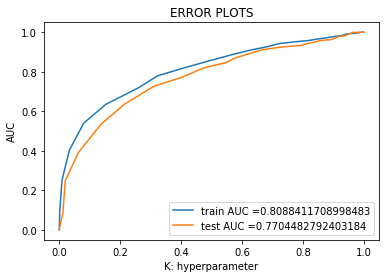 ERROR PLOTS
1.0
0.8
0.6
0.4
0.2
0.0
AUC
train AUC =0.8088411708998483
test AUC =0.7704482792403184
0.0 0.2 0.4 0.6 0.8 1.0
K: hyperparameter